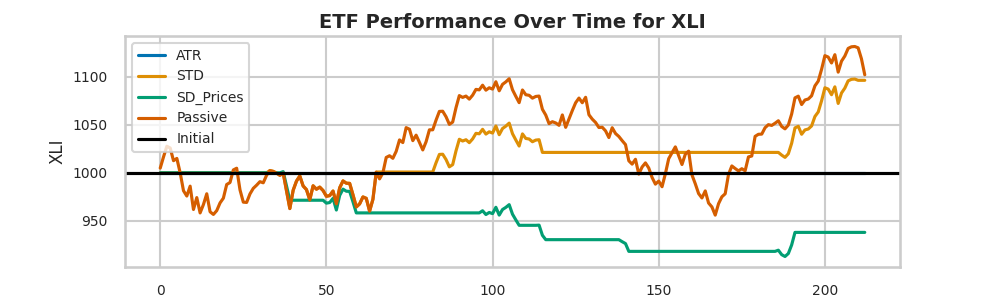 ETF Performance Over Time for XLI
XLI
1100
1050
1000
950
ATR
STD
SD_Prices
Passive
Initial
0
50
100
150
200